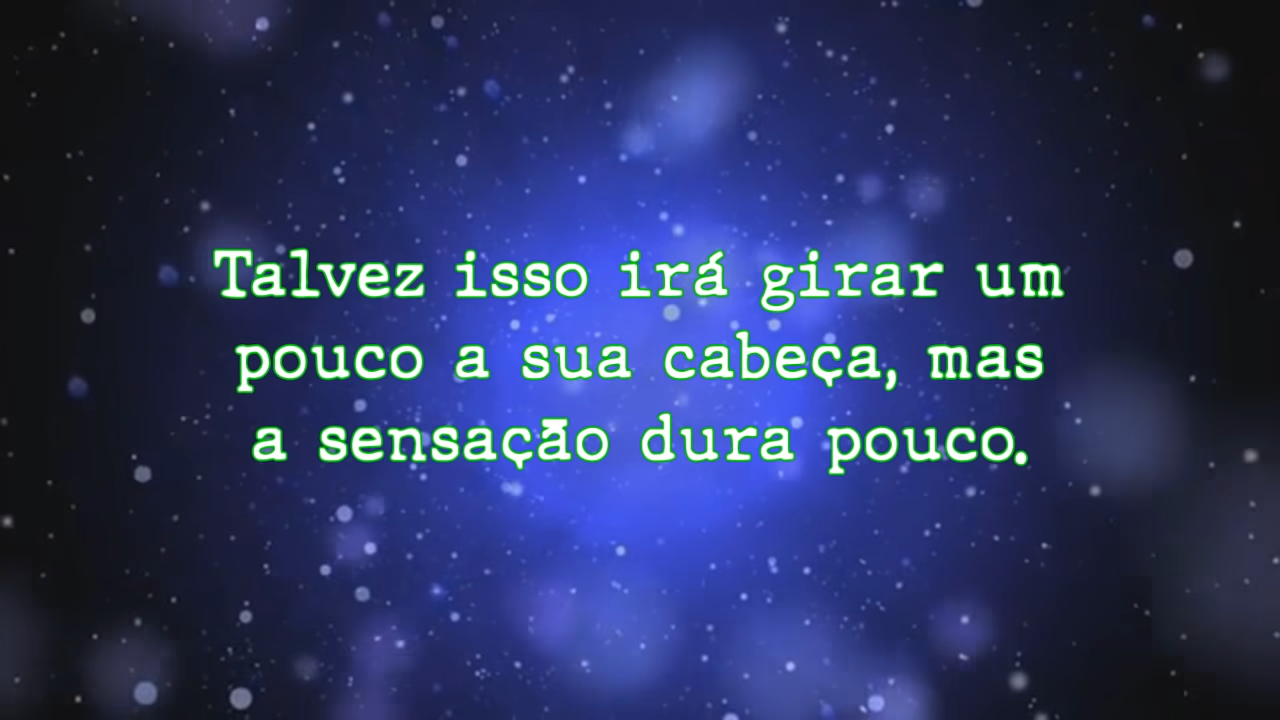 Talvez isso irá girar um
pouco a sua cabeça, mas
a sensação dura pouco.